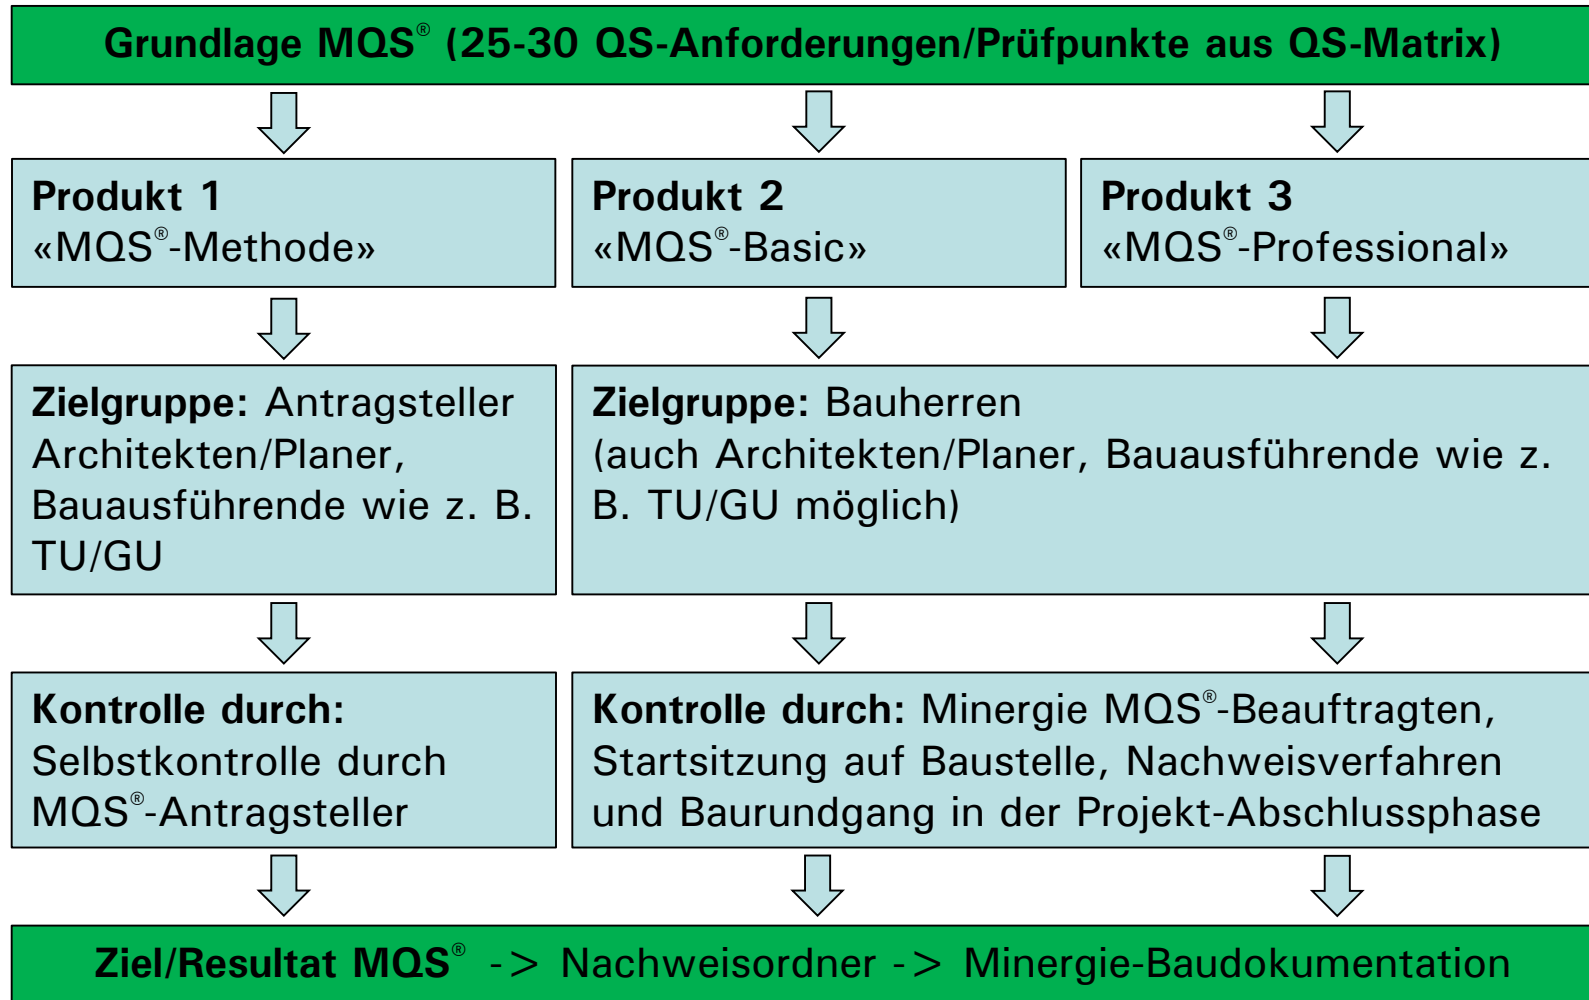 Grundlage MQS® (25-30 QS-Anforderungen/Prüfpunkte aus QS-Matrix)
Produkt 1
«MQS®-Methode»
Produkt 2
«MQS®-Basic»
Produkt 3
«MQS®-Professional»
Zielgruppe: Antragsteller
Architekten/Planer,
Bauausführende wie z. B.
TU/GU
Zielgruppe: Bauherren
(auch Architekten/Planer, Bauausführende wie z.
B. TU/GU möglich)
Kontrolle durch:
Selbstkontrolle durch
MQS®-Antragsteller
Kontrolle durch: Minergie MQS®-Beauftragten,
Startsitzung auf Baustelle, Nachweisverfahren
und Baurundgang in der Projekt-Abschlussphase
Ziel/Resultat MQS® -> Nachweisordner -> Minergie-Baudokumentation